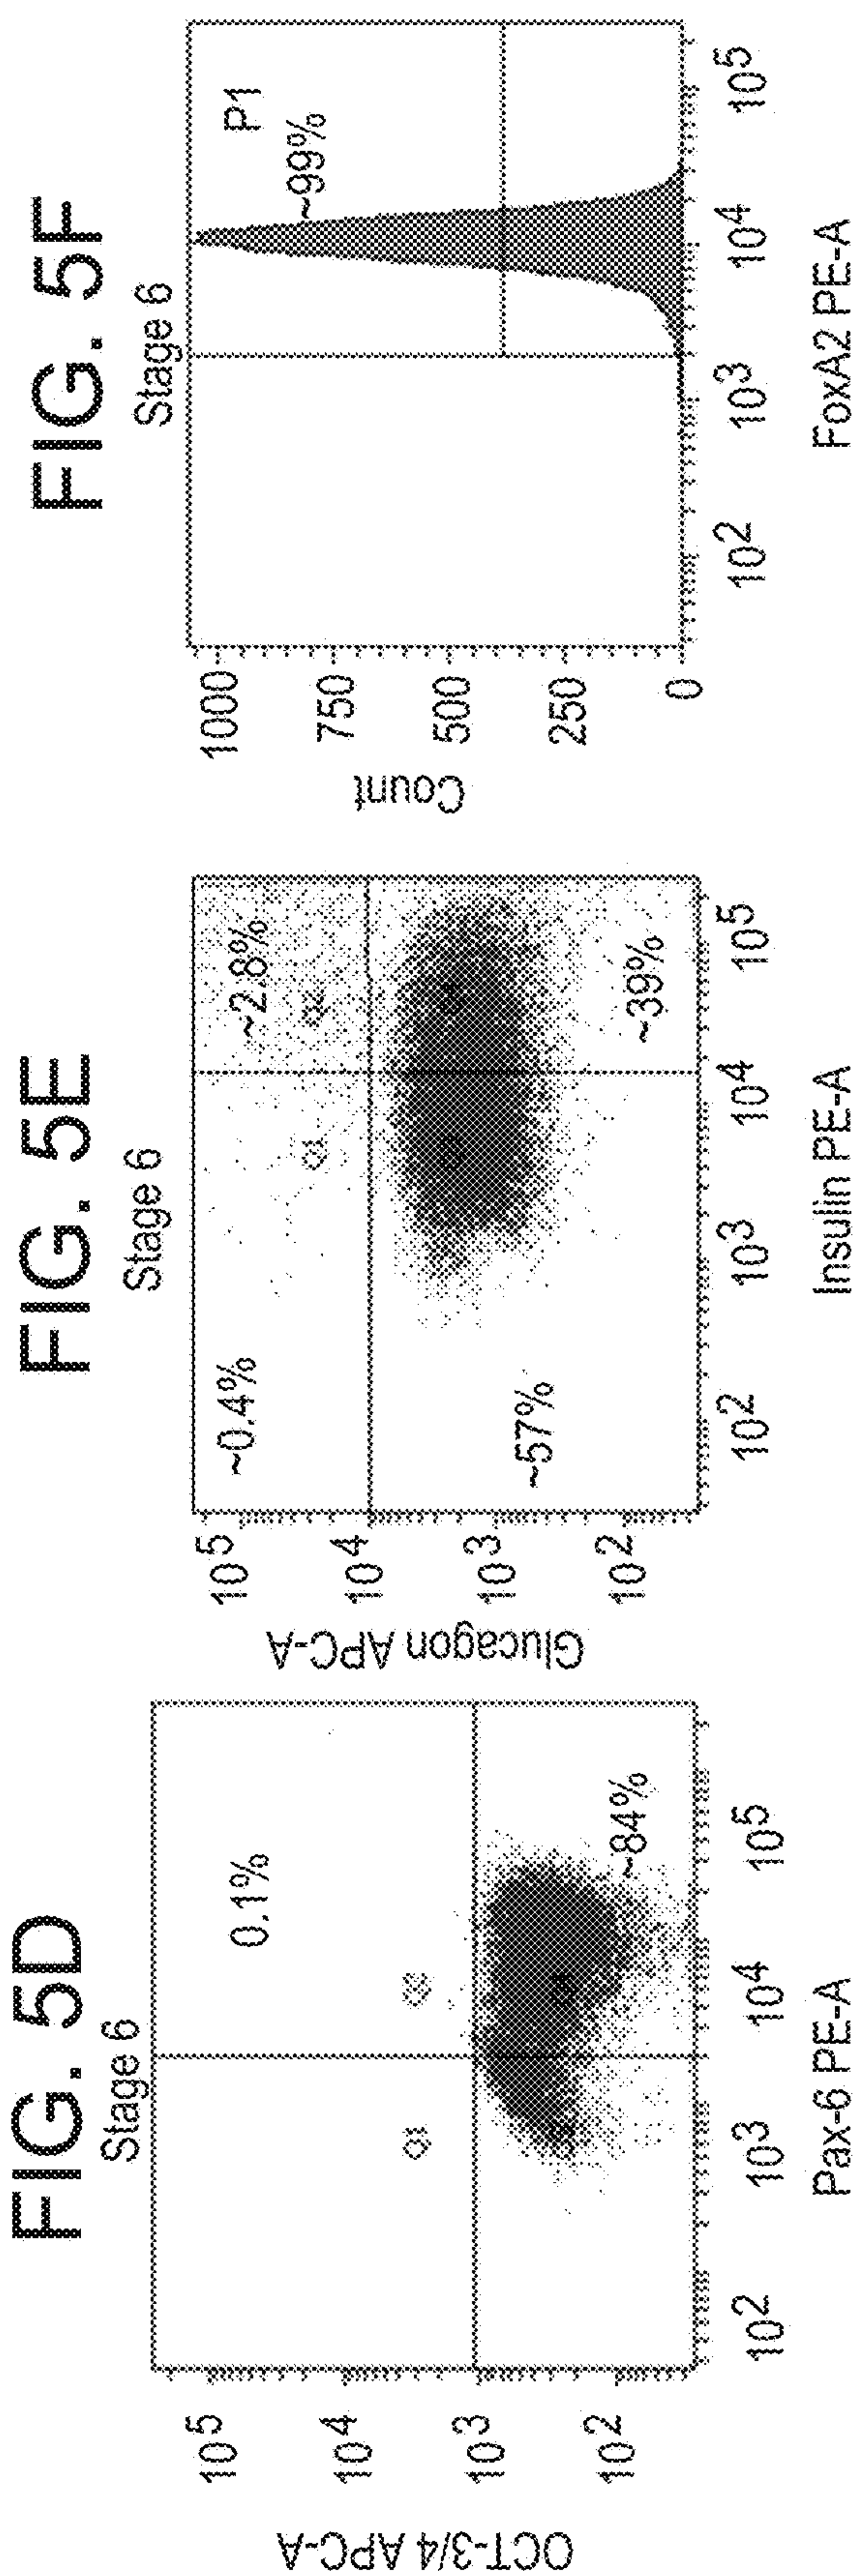 FIG. 5D
Stage 6
OCT-3/4 APC-A
10^5
10^4
10^3
10^2
0.1%
Q1
Q2
~84%
10^2
10^3
10^4
10^5
Pax-6 PE-A
FIG. 5E
Stage 6
Glucagon APC-A
10^5
10^4
10^3
10^2
~0.4%
~2.8%
Q1
Q2
~57%
~39%
10^2
10^3
10^4
10^5
Insulin PE-A
FIG. 5F
Stage 6
Count
1000
750
500
250
0
P1
~99%
10^2
10^3
10^4
10^5
FoxA2 PE-A